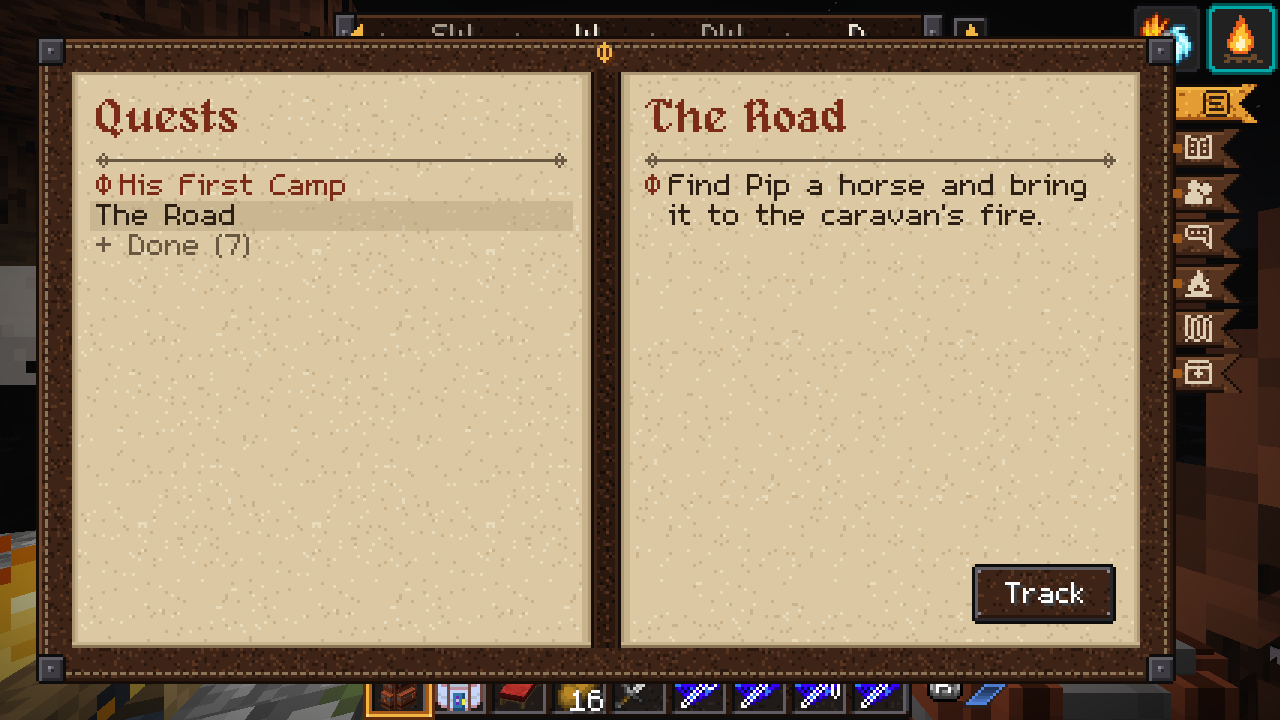 Quests
His First Camp
The Road
+ Done (7)
The Road
Find Pip a horse and bring
it to the caravan's fire.
Track
16